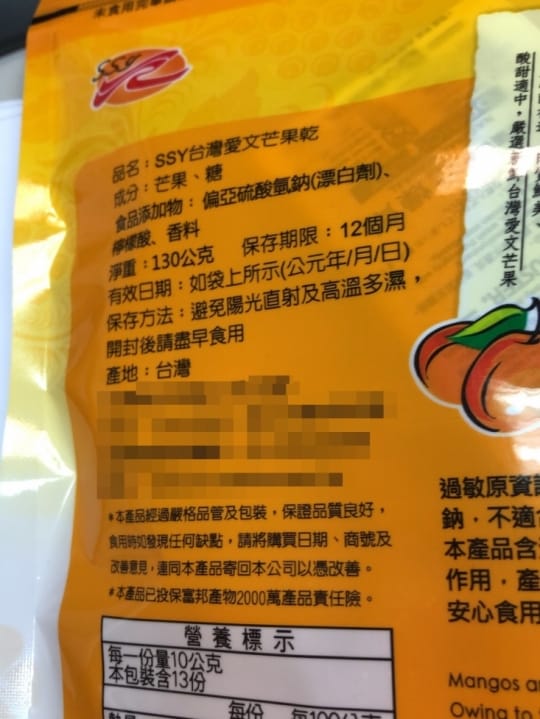 SSY
品名：SSY台灣愛文芒果乾
成分：芒果、糖
食品添加物：偏亞硫酸氫鈉(漂白劑)、
檸檬酸、香料
淨重：130公克 保存期限：12個月
有效日期：如袋上所示(公元年/月/日)
保存方法：避免陽光直射及高溫多濕，
開封後請盡早食用
產地：台灣
*本產品經過嚴格品管及包裝，保證品質良好，
食用時如發現任何缺點，請將購買日期、商號及
改善意見，連同本產品寄回本公司以憑改善。
*本產品已投保富邦產物2000萬產品責任險。
營養標示
每一份量10公克
本包裝含13份
每份 每100公克
熱量
酸甜適中，嚴選新鮮台灣愛文芒果
過敏原資
鈉，不適
本產品含
作用，產
安心食用
Mangos a
Owing to